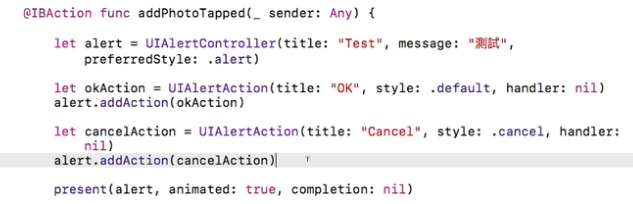 @IBAction func addPhotoTapped(_ sender: Any) {
let alert = UIAlertController(title: "Test", message: "測試",
preferredStyle: .alert)
let okAction = UIAlertAction(title: "OK", style: .default, handler: nil)
alert.addAction(okAction)
let cancelAction = UIAlertAction(title: "Cancel", style: .cancel, handler:
nil)
alert.addAction(cancelAction)
present(alert, animated: true, completion: nil)